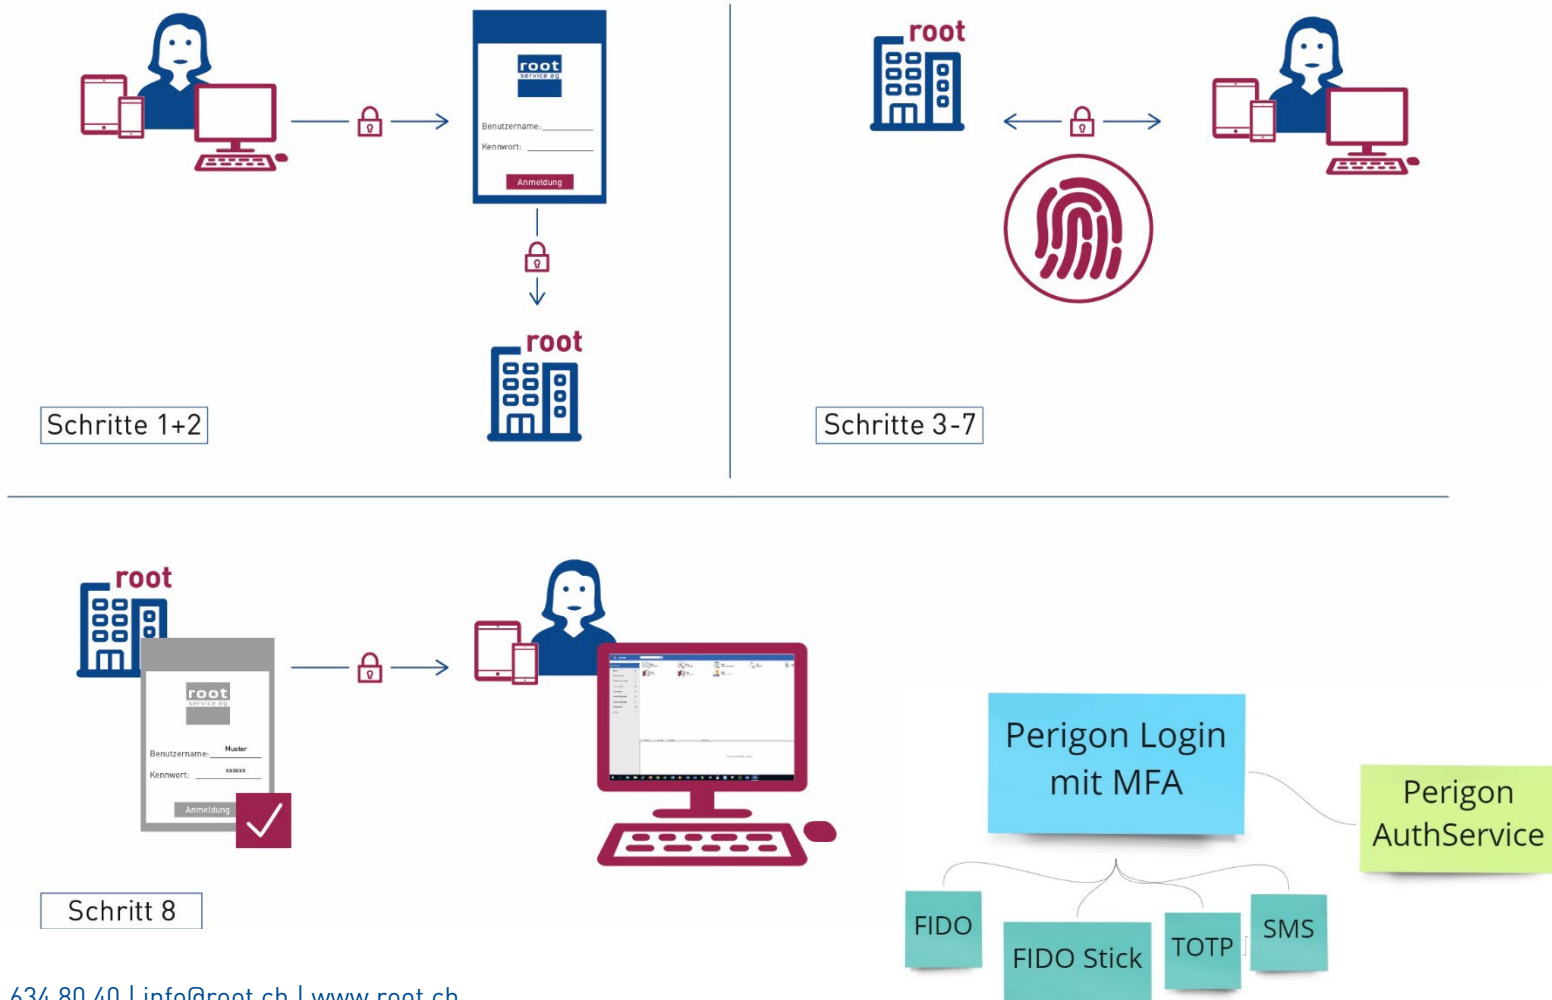 root
service ag
Benutzername:
Kennwort:
Anmeldung
root
Schritte 1+2
root
Schritte 3-7
root
root
service ag
Benutzername: Muster
Kennwort: xxxxxx
Anmeldung
Schritt 8
Perigon Login
mit MFA
Perigon
AuthService
FIDO
FIDO Stick
TOTP
SMS
634 80 40 | info@root.ch | www.root.ch